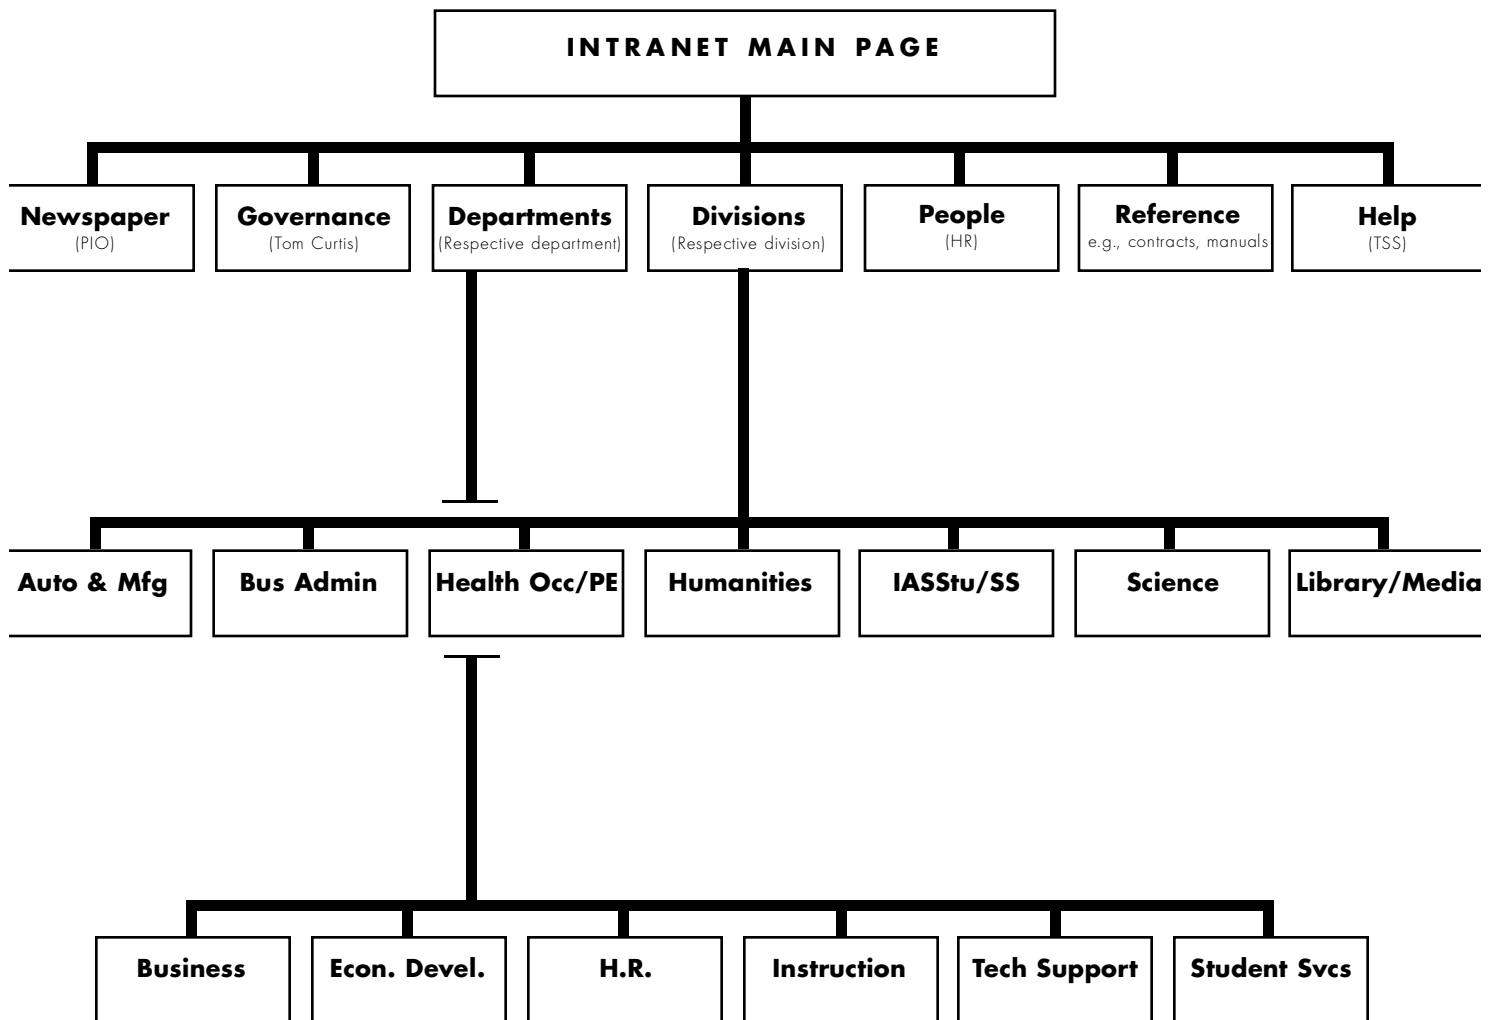 INTRANET MAIN PAGE
Newspaper
(PIO)
Governance
(Tom Curtis)
Departments
(Respective department)
Divisions
(Respective division)
People
(HR)
Reference
e.g., contracts, manuals
Help
(TSS)
Auto & Mfg
Bus Admin
Health Occ/PE
Humanities
IASStu/SS
Science
Library/Media
Business
Econ. Devel.
H.R.
Instruction
Tech Support
Student Svcs